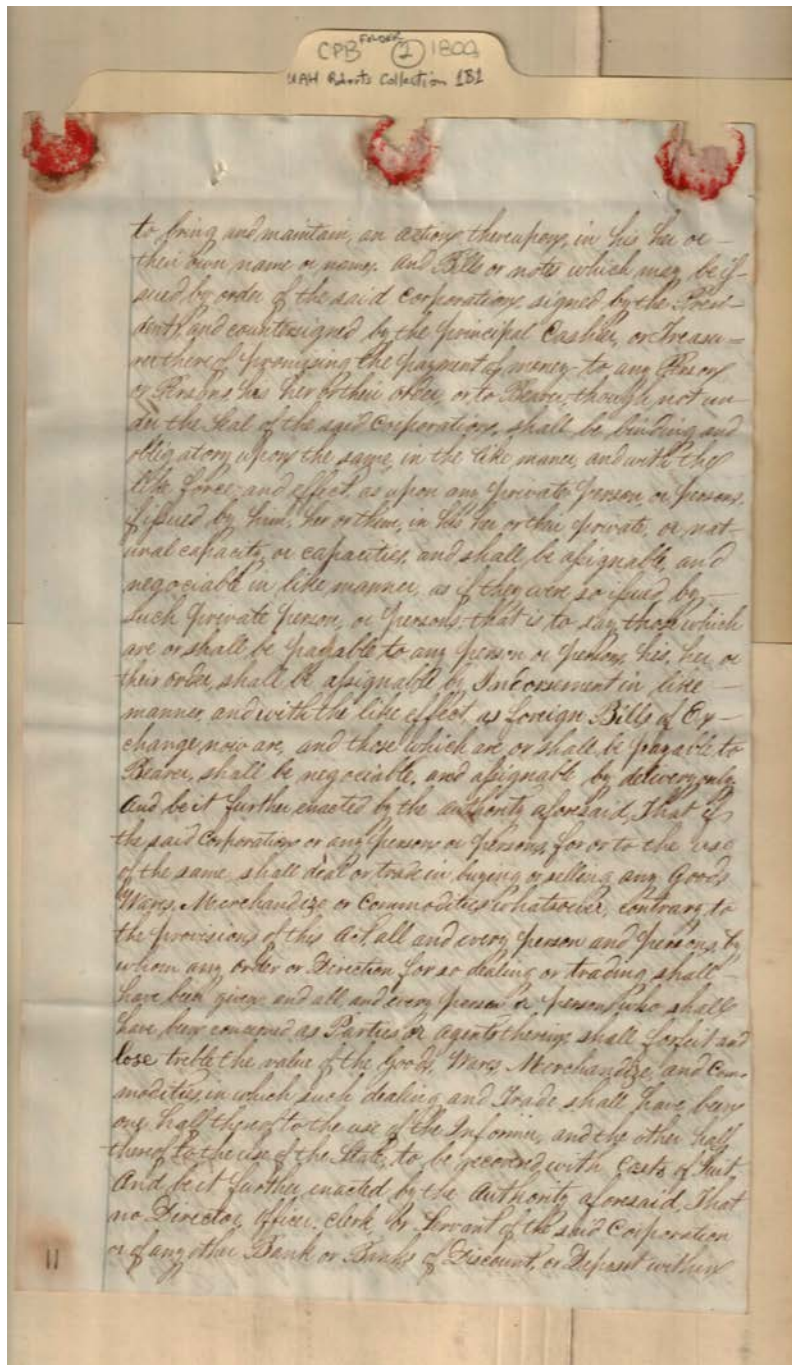 CPB FOLDER (2) 1800
UAH Roberts Collection 1B1
to bring and maintain, an action thereupon, in his her or —
their own name or names. And Bills or notes which may be is-
sued by order of the said Corporation, signed by the Presi-
dent, and countersigned by the principal Cashier, or Treasu-
rer thereof promising the payment of money to any Person
or Persons his her or their order, or to Bearer, though not un-
der the Seal of the said Corporation, shall be binding and
obligatory upon the same, in the like maner, and with the
like force, and effect, as upon any private person, or persons,
if issued by him, her or them, in his her or their private, or nat-
ural capacity, or capacities, and shall be assignable, and
negociable in like manner, as if they were so issued by —
such private person, or persons, that is to say, those which
are or shall be payable to any person or persons, his, her, or
their order, shall be assignable by Indorsement in like —
manner, and with the like effect, as foreign Bills of Ex-
change, now are, and those which are, or shall be payable to
Bearer, shall be negociable, and assignable by delivery only
And be it further enacted by the authority aforesaid, That if
the said Corporation or any person or persons, for or to the use
of the same, shall deal or trade in buying or selling any Goods
Wares, Merchandize or Commodities whatsoever, contrary to
the provisions of this Act, all and every person and persons, by
whom any order or Direction for so dealing or trading, shall
have been given and all, and every person or persons who shall
have been concerned as Parties or agents therein, shall forfeit and
lose treble the value of the Goods, Wares, Merchandize, and Com-
modities, in which such dealing and Trade shall have been,
one half thereof to the use of the Informer, and the other half
thereof to the use of the State, to be recovered with Costs of Suit
And be it further enacted by the Authority aforesaid, That
no Director, Officer, Clerk or Servant of the said Corporation
or of any other Bank or Banks of Discount, or Deposit within
11